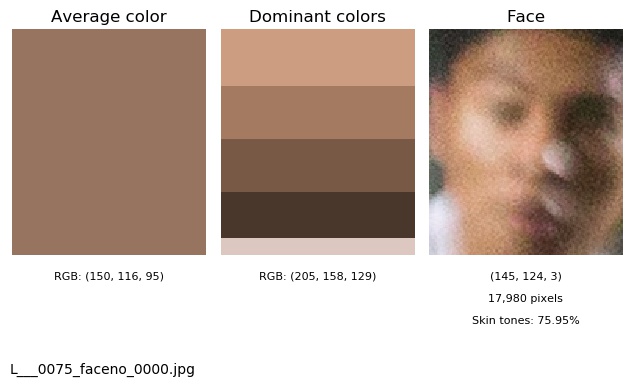 Average color
Dominant colors
Face
RGB: (150, 116, 95)
RGB: (205, 158, 129)
(145, 124, 3)
17,980 pixels
Skin tones: 75.95%
L___0075_faceno_0000.jpg